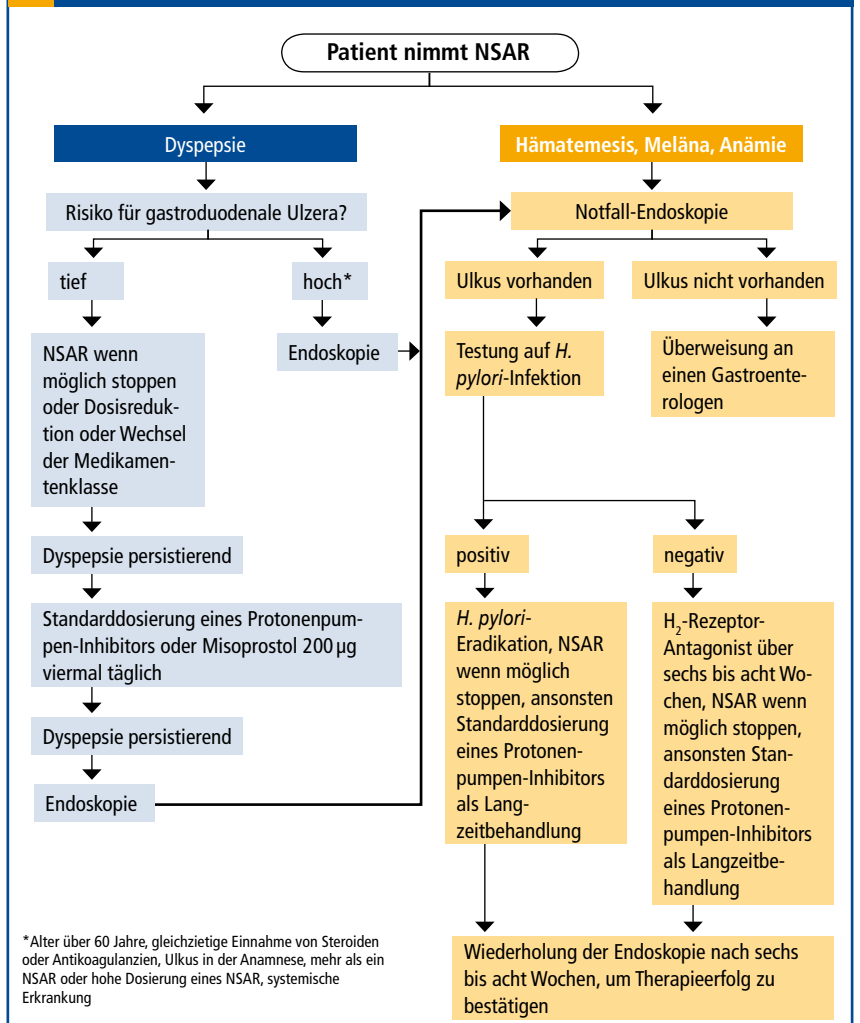 Patient nimmt NSAR
Dyspepsie
Hämatemesis, Meläna, Anämie
Risiko für gastroduodenale Ulzera?
Notfall-Endoskopie
tief
hoch*
Ulkus vorhanden
Ulkus nicht vorhanden
NSAR wenn
möglich stoppen
oder Dosisreduk-
tion oder Wechsel
der Medikamen-
tenklasse
Endoskopie
Testung auf H.
pylori-Infektion
Überweisung an
einen Gastroente-
rologen
Dyspepsie persistierend
positiv
negativ
Standarddosierung eines Protonenpum-
pen-Inhibitors oder Misoprostol 200 µg
viermal täglich
H. pylori-
Eradikation, NSAR
wenn möglich
stoppen, ansonsten
Standarddosierung
eines Protonen-
pumpen-Inhibitors
als Lang-
zeitbehandlung
H2-Rezeptor-
Antagonist über
sechs bis acht Wo-
chen, NSAR wenn
möglich stoppen,
ansonsten Stan-
darddosierung
eines Protonen-
pumpen-Inhibitors
als Langzeitbe-
handlung
Dyspepsie persistierend
Endoskopie
*Alter über 60 Jahre, gleichzietige Einnahme von Steroiden
oder Antikoagulanzien, Ulkus in der Anamnese, mehr als ein
NSAR oder hohe Dosierung eines NSAR, systemische
Erkrankung
Wiederholung der Endoskopie nach sechs
bis acht Wochen, um Therapieerfolg zu
bestätigen